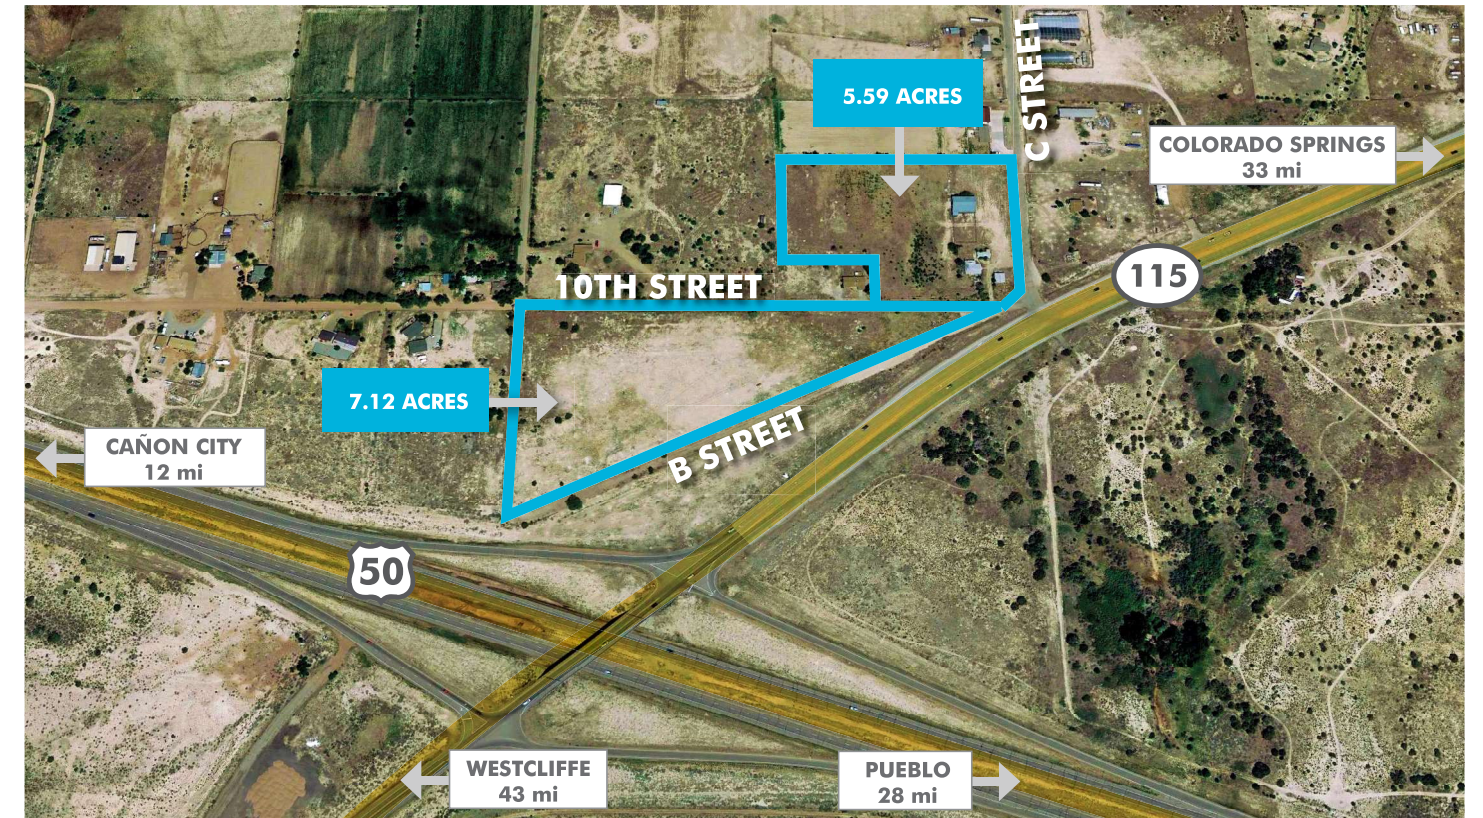 C STREET
5.59 ACRES
COLORADO SPRINGS
33 mi
115
10TH STREET
7.12 ACRES
B STREET
CAÑON CITY
12 mi
50
WESTCLIFFE
43 mi
PUEBLO
28 mi